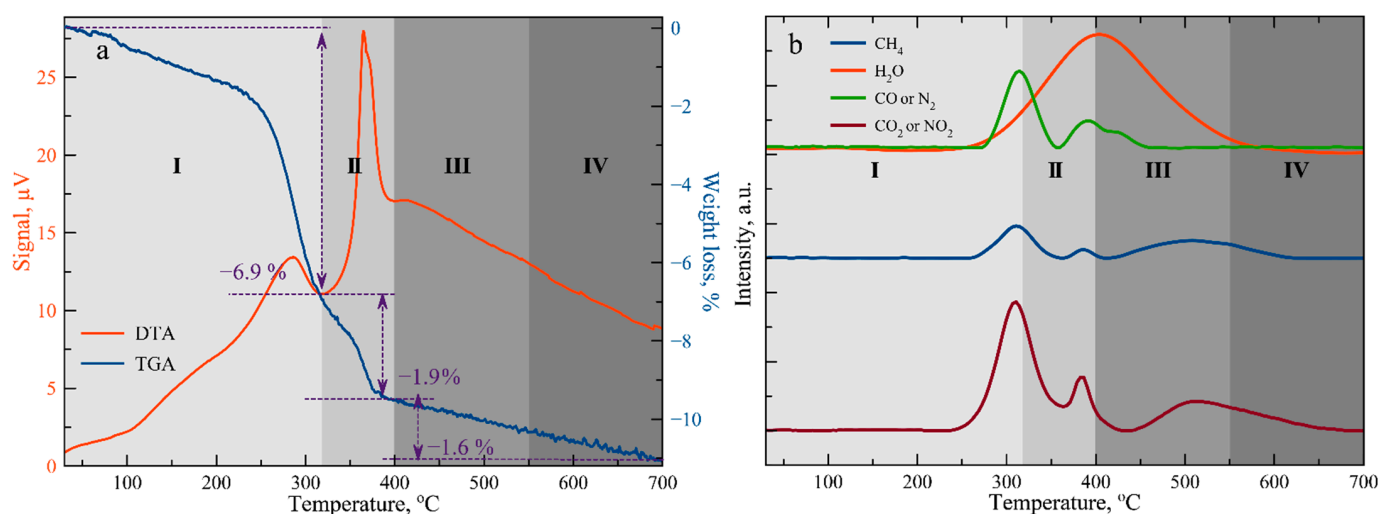 a
I
II
III
IV
−6.9 %
−1.9%
−1.6 %
DTA
TGA
Signal, μV
0
5
10
15
20
25
Weight loss, %
0
−2
−4
−6
−8
−10
100 200 300 400 500 600 700
Temperature, °C
b
CH₄
H₂O
CO or N₂
CO₂ or NO₂
I
II
III
IV
Intensity, a.u.
100 200 300 400 500 600 700
Temperature, °C